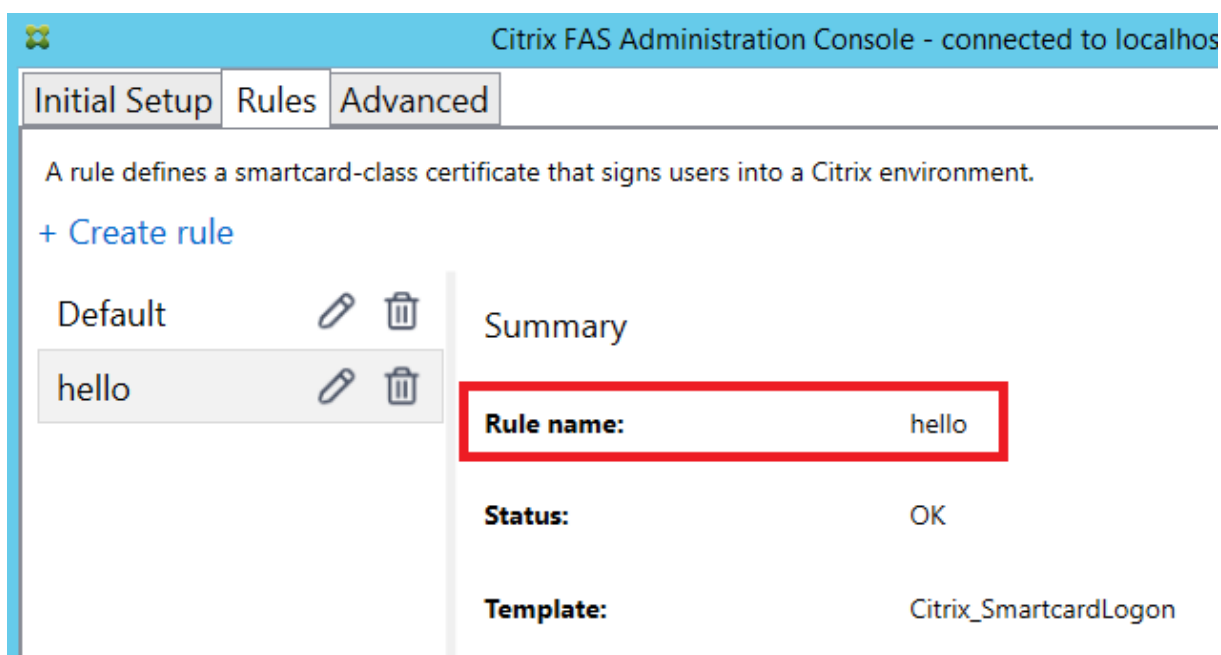 Citrix FAS Administration Console - connected to localhos
Initial Setup Rules Advanced
A rule defines a smartcard-class certificate that signs users into a Citrix environment.
+ Create rule
Default
hello
Summary
Rule name: hello
Status: OK
Template: Citrix_SmartcardLogon